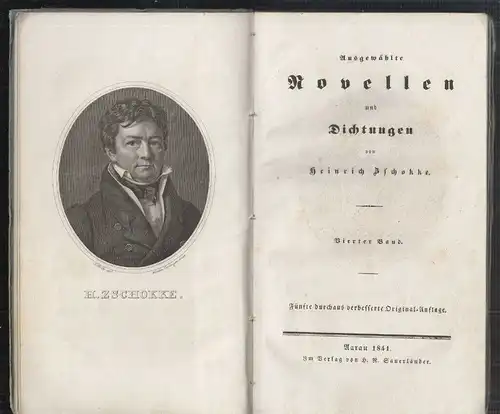 H. ZSCHOKKE.
Ausgewählte
Novellen
und
Dichtungen
von
Heinrich Zschokke.
Vierter Band.
Fünfte durchaus verbesserte Original-Auflage.
Aarau 1841.
Im Verlag von H. R. Sauerländer.